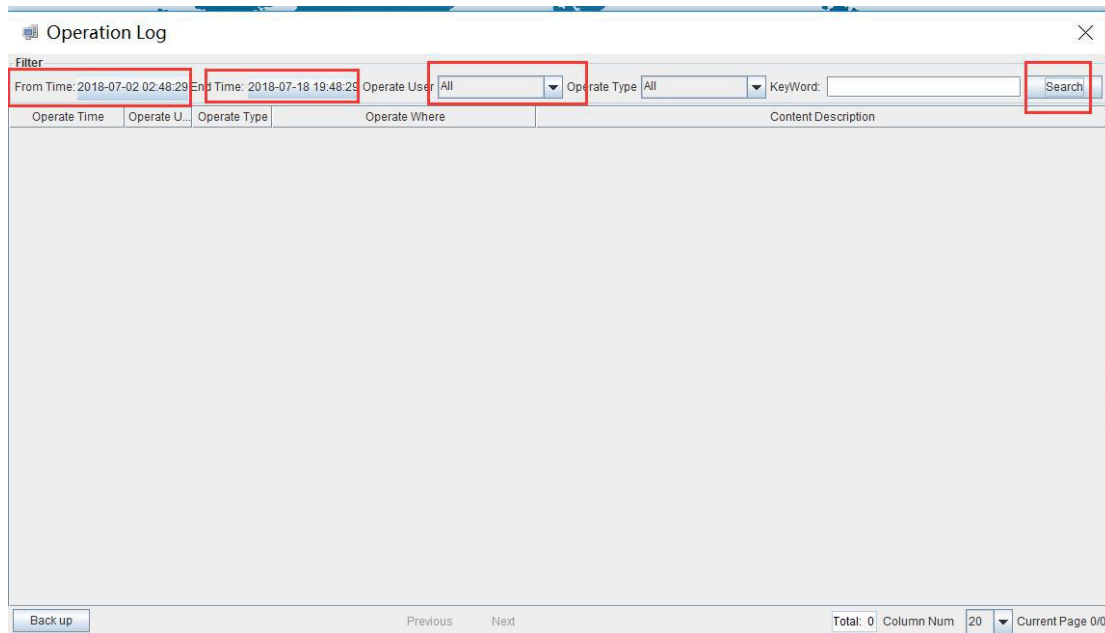 Operation Log
Filter
From Time: 2018-07-02 02:48:29 End Time: 2018-07-18 19:48:29 Operate User All Operate Type All KeyWord: Search
Operate Time Operate U... Operate Type Operate Where Content Description
Back up Previous Next Total: 0 Column Num 20 Current Page 0/0